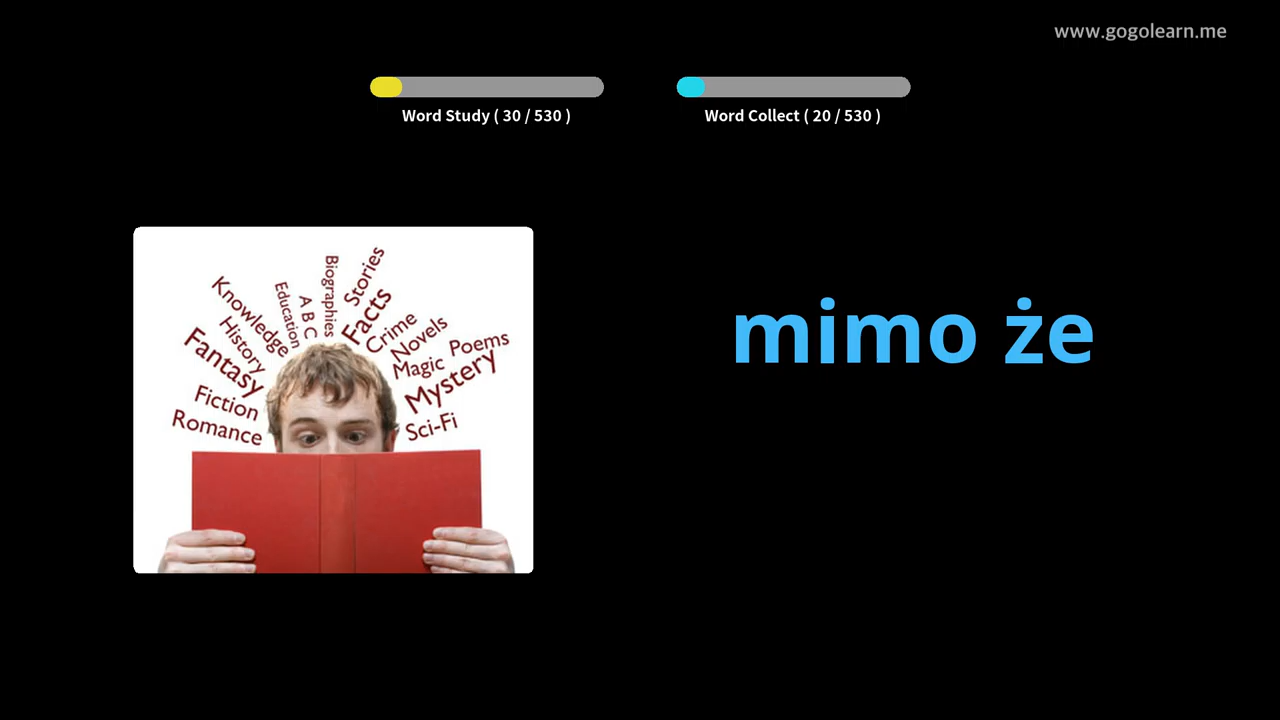 www.gogolearn.me
Word Study ( 30 / 530 )
Word Collect ( 20 / 530 )
mimo że
Biographies
Stories
Knowledge
Education
A B C
Facts
Crime
History
Novels
Fantasy
Magic
Poems
Mystery
Fiction
Romance
Sci-Fi